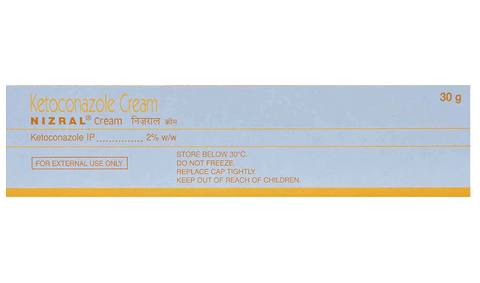 Ketoconazole Cream
30 g
NIZRAL® Cream निज़राल क्रीम
Ketoconazole IP............... 2% w/w
FOR EXTERNAL USE ONLY
STORE BELOW 30°C.
DO NOT FREEZE.
REPLACE CAP TIGHTLY.
KEEP OUT OF REACH OF CHILDREN.